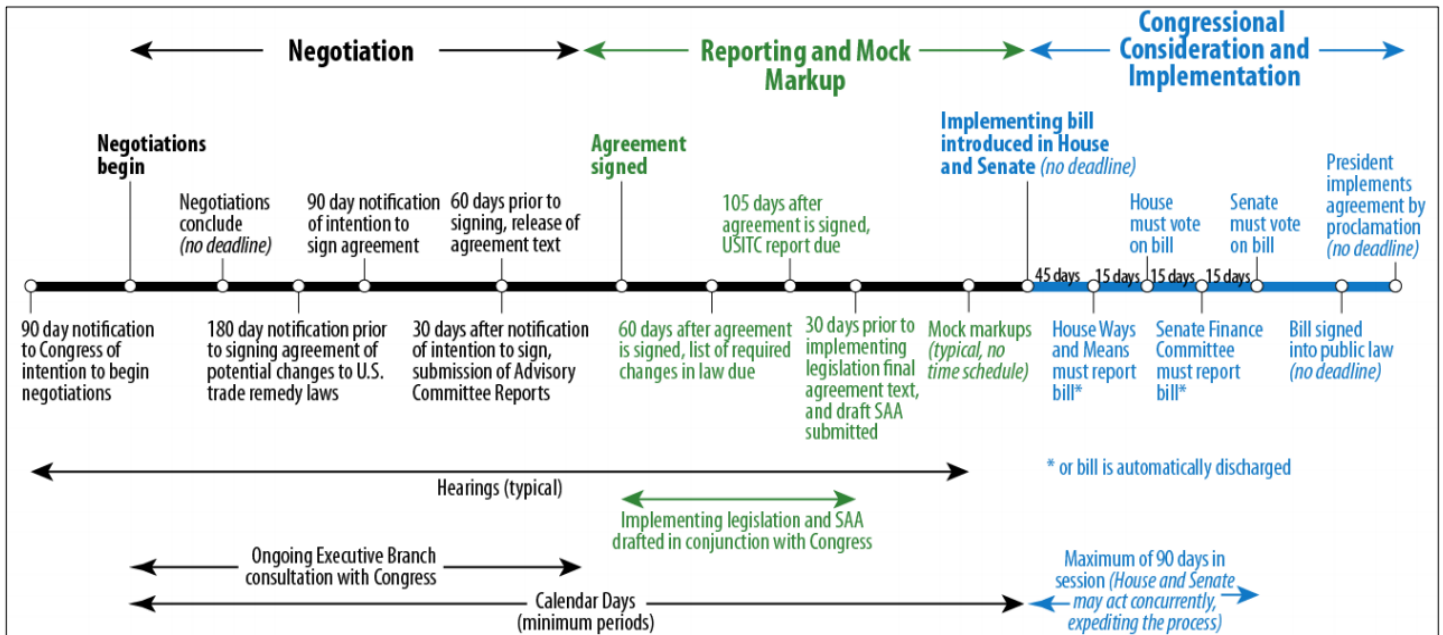 Negotiation
Reporting and Mock
Markup
Congressional
Consideration and
Implementation
Negotiations
begin
Negotiations
conclude
(no deadline)
90 day notification
of intention to
sign agreement
60 days prior to
signing, release of
agreement text
Agreement
signed
105 days after
agreement is signed,
USITC report due
Implementing bill
introduced in House
and Senate (no deadline)
House
must vote
on bill
Senate
must vote
on bill
President
implements
agreement by
proclamation
(no deadline)
45 days
15 days
15 days
15 days
90 day notification
to Congress of
intention to begin
negotiations
180 day notification prior
to signing agreement of
potential changes to U.S.
trade remedy laws
30 days after notification
of intention to sign,
submission of Advisory
Committee Reports
60 days after agreement
is signed, list of required
changes in law due
30 days prior to
implementing
legislation final
agreement text,
and draft SAA
submitted
Mock markups
(typical, no
time schedule)
House Ways
and Means
must report
bill*
Senate Finance
Committee
must report
bill*
Bill signed
into public law
(no deadline)
* or bill is automatically discharged
Hearings (typical)
Implementing legislation and SAA
drafted in conjunction with Congress
Ongoing Executive Branch
consultation with Congress
Calendar Days
(minimum periods)
Maximum of 90 days in
session (House and Senate
may act concurrently,
expediting the process)